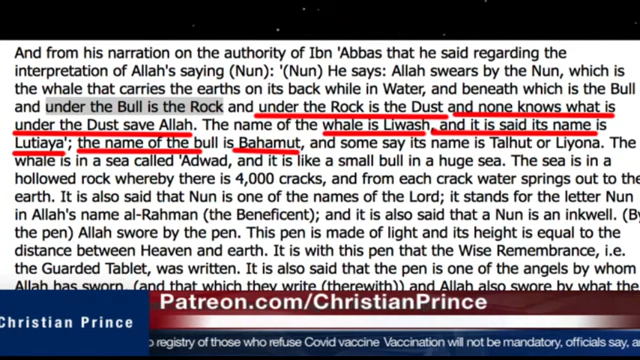 And from his narration on the authority of Ibn 'Abbas that he said regarding the
interpretation of Allah's saying (Nun): '(Nun) He says: Allah swears by the Nun, which is
the whale that carries the earths on its back while in Water, and beneath which is the Bull
and under the Bull is the Rock and under the Rock is the Dust and none knows what is
under the Dust save Allah. The name of the whale is Liwash, and it is said its name is
Lutiaya'; the name of the bull is Bahamut, and some say its name is Talhut or Liyona. The
whale is in a sea called 'Adwad, and it is like a small bull in a huge sea. The sea is in a
hollowed rock whereby there is 4,000 cracks, and from each crack water springs out to the
earth. It is also said that Nun is one of the names of the Lord; it stands for the letter Nun
in Allah's name al-Rahman (the Beneficent); and it is also said that a Nun is an inkwell. (By
the pen) Allah swore by the pen. This pen is made of light and its height is equal to the
distance between Heaven and earth. It is with this pen that the Wise Remembrance, i.e.
the Guarded Tablet, was written. It is also said that the pen is one of the angels by whom
Allah has sworn, (and that which they write (therewith)) and Allah also swore by what the
Patreon.com/ChristianPrince
Christian Prince
registry of those who refuse Covid vaccine Vaccination will not be mandatory, officials say,